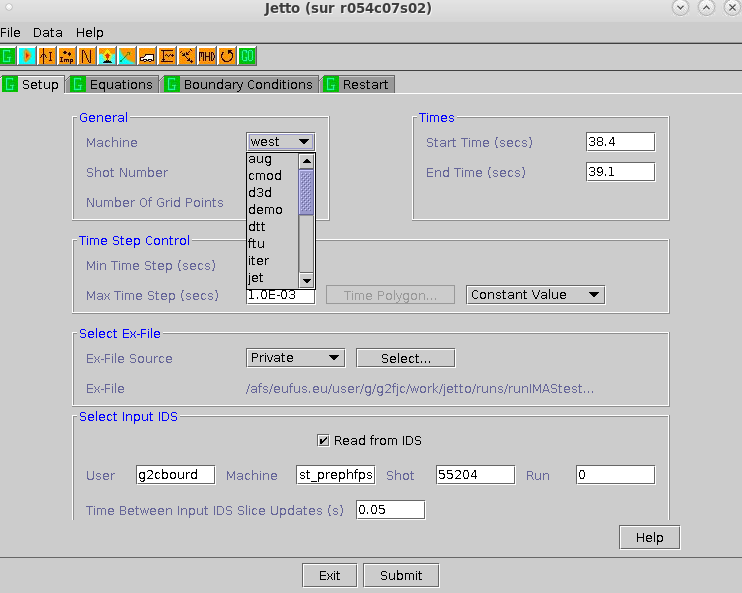 Jetto (sur r054c07s02)
File Data Help
G I Imp N MHD GO
G Setup G Equations G Boundary Conditions G Restart
General
Machine west
aug
cmod
d3d
demo
dtt
ftu
iter
jet
Shot Number
Number Of Grid Points
Times
Start Time (secs) 38.4
End Time (secs) 39.1
Time Step Control
Min Time Step (secs)
Max Time Step (secs) 1.0E-03 Time Polygon... Constant Value
Select Ex-File
Ex-File Source Private Select...
Ex-File /afs/eufus.eu/user/g/g2fjc/work/jetto/runs/runIMAStest...
Select Input IDS
Read from IDS
User g2cbourd Machine st_prephfps Shot 55204 Run 0
Time Between Input IDS Slice Updates (s) 0.05
Help
Exit Submit